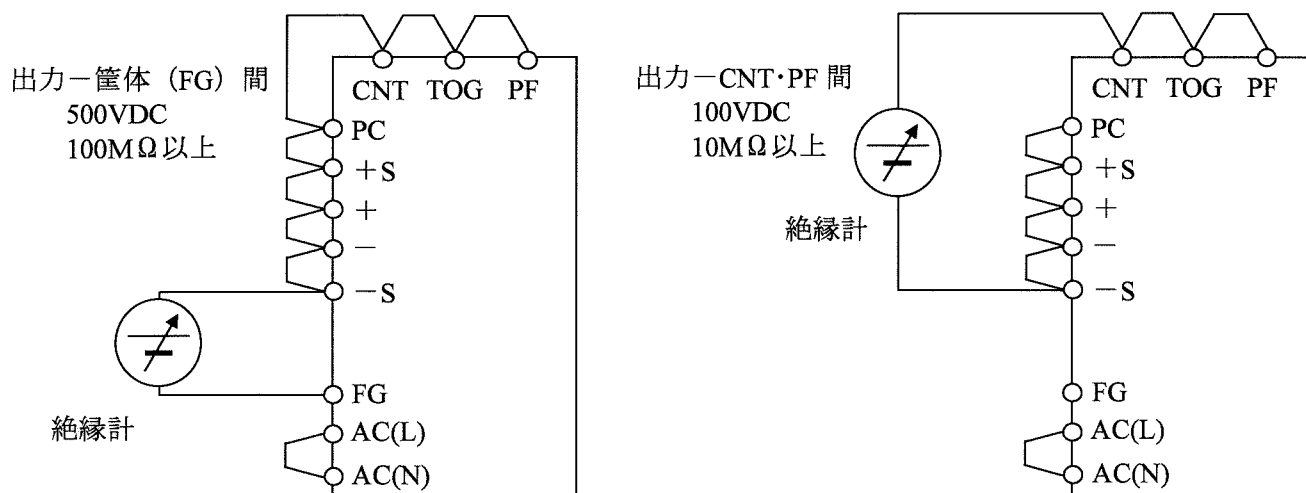 出力－筐体（FG）間
500VDC
100MΩ以上
CNT TOG PF
PC
＋S
＋
－
－S
絶縁計
FG
AC(L)
AC(N)
出力－CNT・PF間
100VDC
10MΩ以上
CNT TOG PF
PC
＋S
＋
－
－S
絶縁計
FG
AC(L)
AC(N)